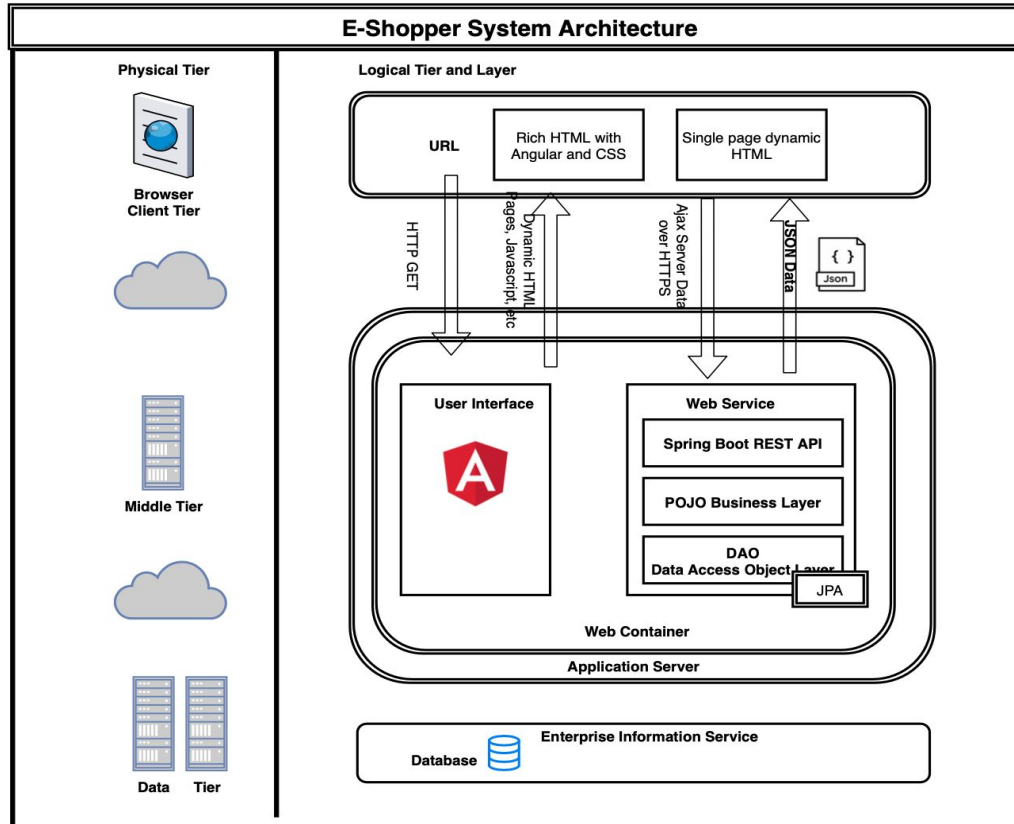 E-Shopper System Architecture
Physical Tier
Logical Tier and Layer
URL
Rich HTML with
Angular and CSS
Single page dynamic
HTML
Browser
Client Tier
HTTP GET
Dynamic HTML
Pages, Javascript, etc
Ajax Server Data
over HTTPS
JSON Data
{ }
Json
User Interface
A
Web Service
Spring Boot REST API
POJO Business Layer
DAO
Data Access Object Layer
JPA
Middle Tier
Web Container
Application Server
Enterprise Information Service
Database
Data Tier